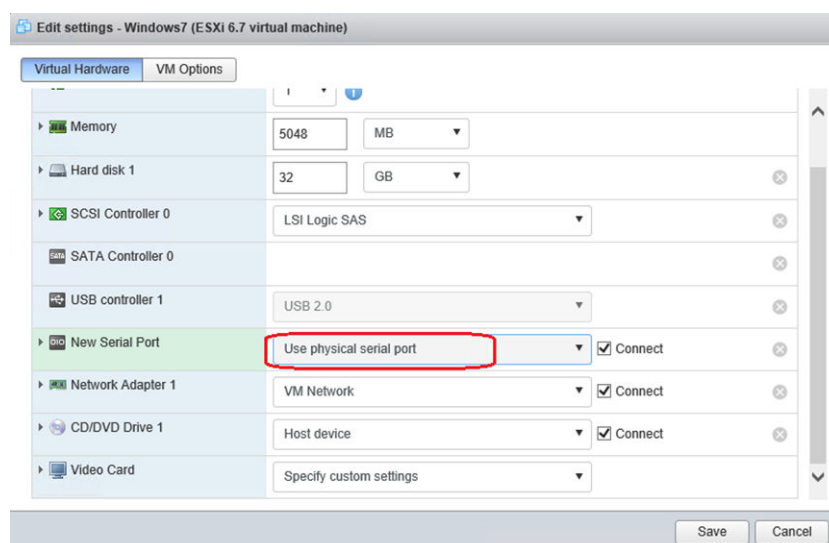 Edit settings - Windows7 (ESXi 6.7 virtual machine)
Virtual Hardware VM Options
Memory 5048 MB
Hard disk 1 32 GB
SCSI Controller 0 LSI Logic SAS
SATA SATA Controller 0
USB controller 1 USB 2.0
New Serial Port Use physical serial port Connect
Network Adapter 1 VM Network Connect
CD/DVD Drive 1 Host device Connect
Video Card Specify custom settings
Save Cancel